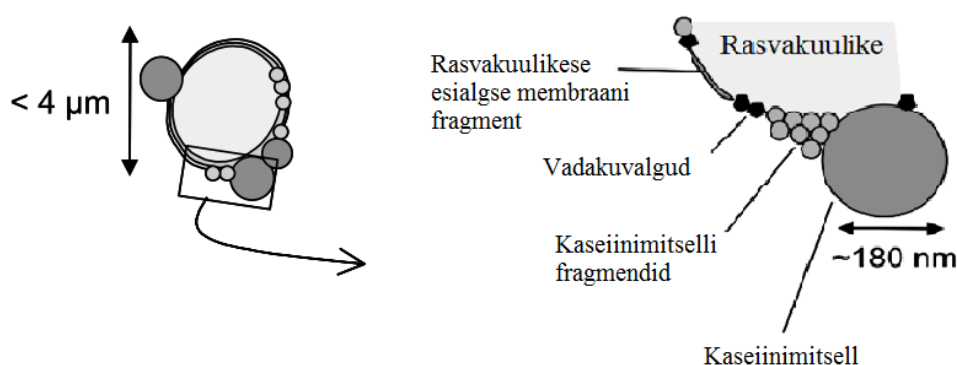 < 4 µm
Rasvakuulike
Rasvakuulikese
esialgse membraani
fragment
Vadakuvalgud
Kaseiinimitselli
fragmendid
~180 nm
Kaseiinimitsell